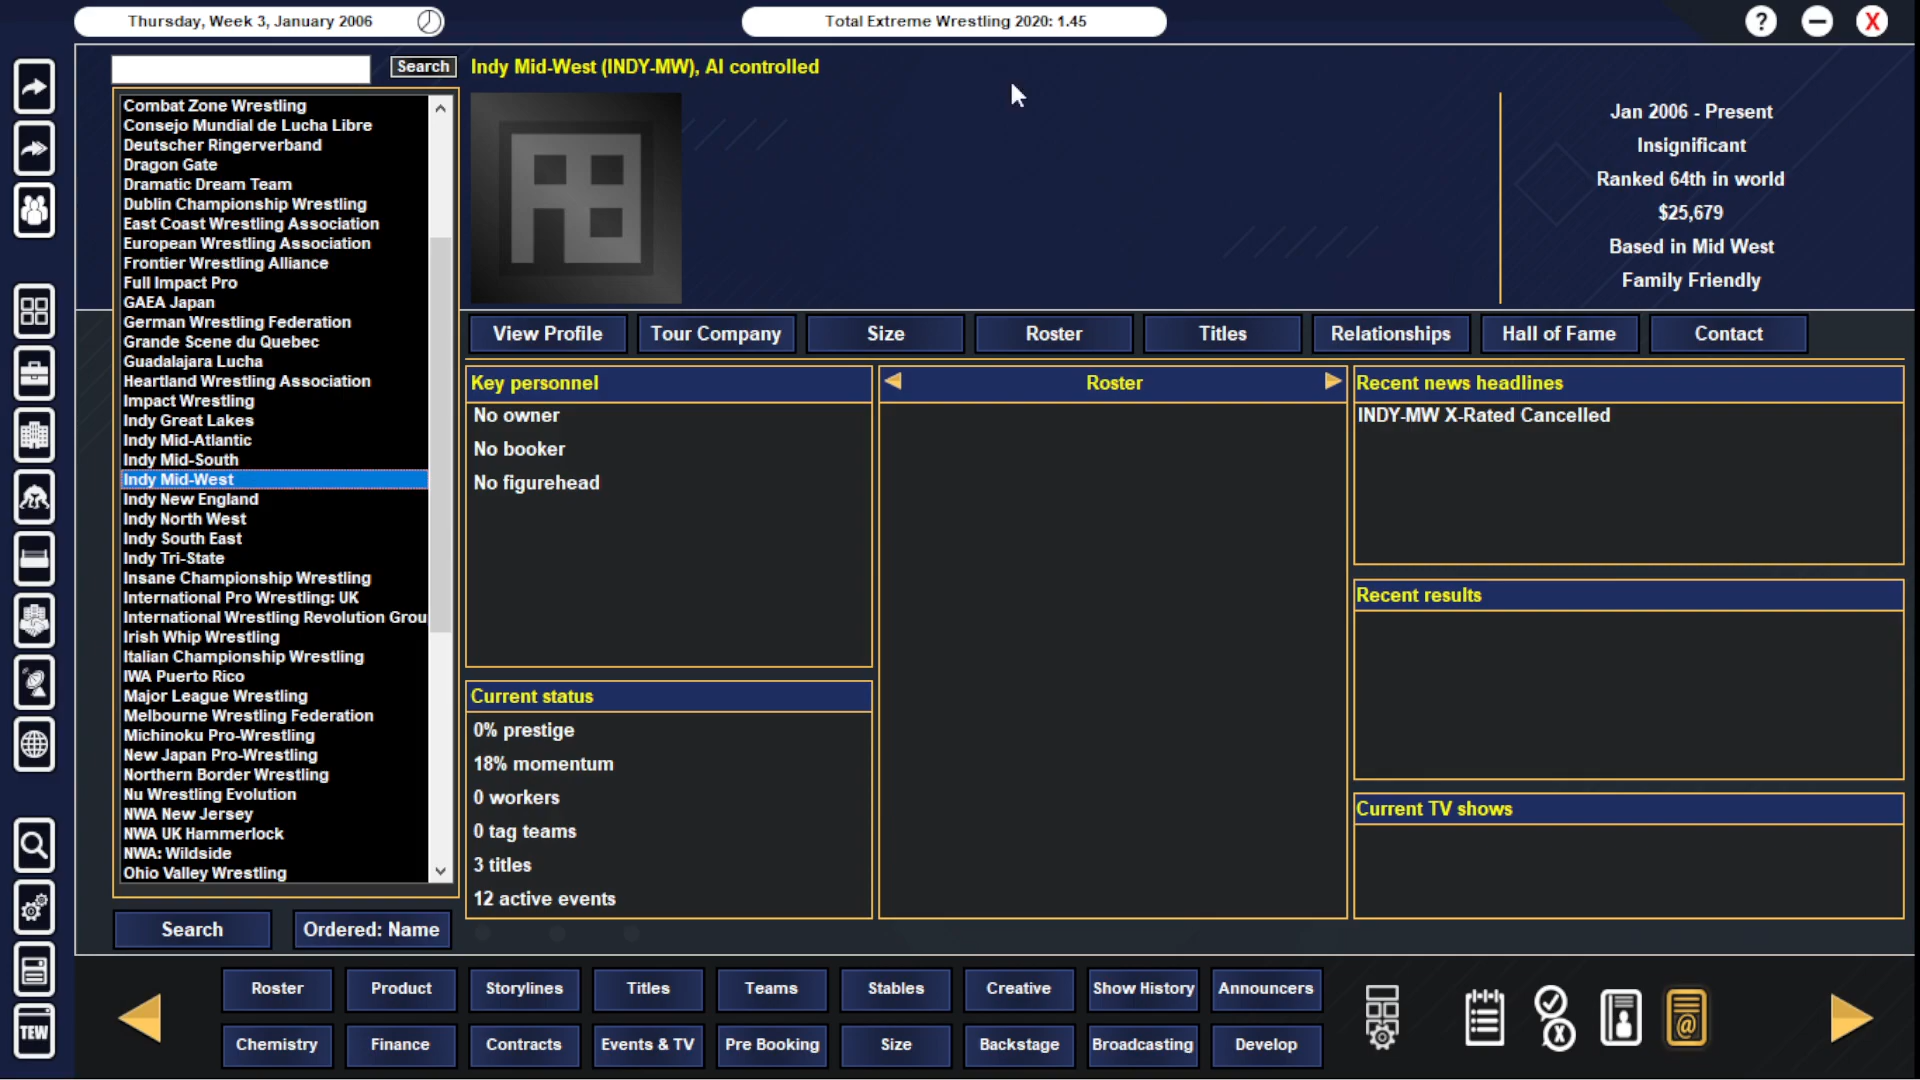 Thursday, Week 3, January 2006
Total Extreme Wrestling 2020: 1.45
?
X
Search
Indy Mid-West (INDY-MW), AI controlled
Combat Zone Wrestling
Consejo Mundial de Lucha Libre
Deutscher Ringerverband
Dragon Gate
Dramatic Dream Team
Dublin Championship Wrestling
East Coast Wrestling Association
European Wrestling Association
Frontier Wrestling Alliance
Full Impact Pro
GAEA Japan
German Wrestling Federation
Grande Scene du Quebec
Guadalajara Lucha
Heartland Wrestling Association
Impact Wrestling
Indy Great Lakes
Indy Mid-Atlantic
Indy Mid-South
Indy Mid-West
Indy New England
Indy North West
Indy South East
Indy Tri-State
Insane Championship Wrestling
International Pro Wrestling: UK
International Wrestling Revolution Grou
Irish Whip Wrestling
Italian Championship Wrestling
IWA Puerto Rico
Major League Wrestling
Melbourne Wrestling Federation
Michinoku Pro-Wrestling
New Japan Pro-Wrestling
Northern Border Wrestling
Nu Wrestling Evolution
NWA New Jersey
NWA UK Hammerlock
NWA: Wildside
Ohio Valley Wrestling
Search
Ordered: Name
Jan 2006 - Present
Insignificant
Ranked 64th in world
$25,679
Based in Mid West
Family Friendly
View Profile
Tour Company
Size
Roster
Titles
Relationships
Hall of Fame
Contact
Key personnel
No owner
No booker
No figurehead
Current status
0% prestige
18% momentum
0 workers
0 tag teams
3 titles
12 active events
Roster
Recent news headlines
INDY-MW X-Rated Cancelled
Recent results
Current TV shows
Roster
Product
Storylines
Titles
Teams
Stables
Creative
Show History
Announcers
Chemistry
Finance
Contracts
Events & TV
Pre Booking
Size
Backstage
Broadcasting
Develop
TEW
@